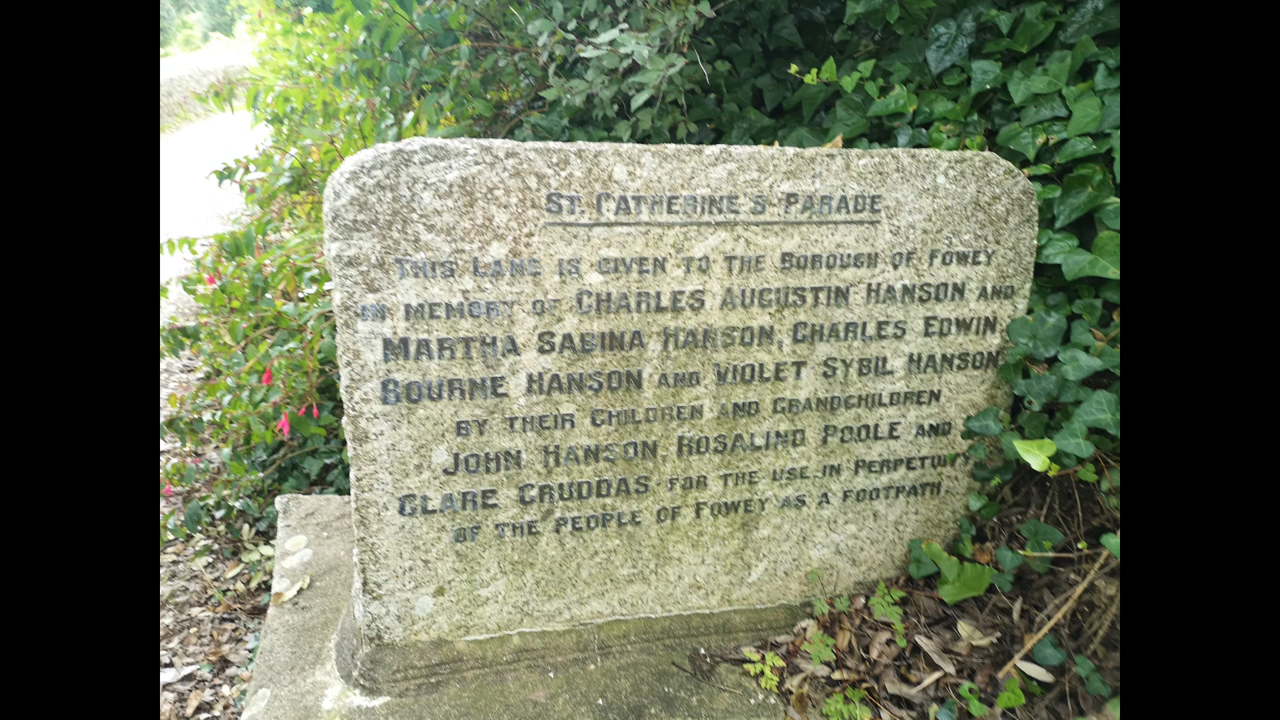 ST. CATHERINE'S PARADE
THIS LANE IS GIVEN TO THE BOROUGH OF FOWEY
IN MEMORY OF CHARLES AUGUSTIN HANSON AND
MARTHA SABINA HANSON, CHARLES EDWIN
BOURNE HANSON AND VIOLET SYBIL HANSON
BY THEIR CHILDREN AND GRANDCHILDREN
JOHN HANSON, ROSALIND POOLE AND
CLARE CRUDDAS FOR THE USE IN PERPETUITY
OF THE PEOPLE OF FOWEY AS A FOOTPATH